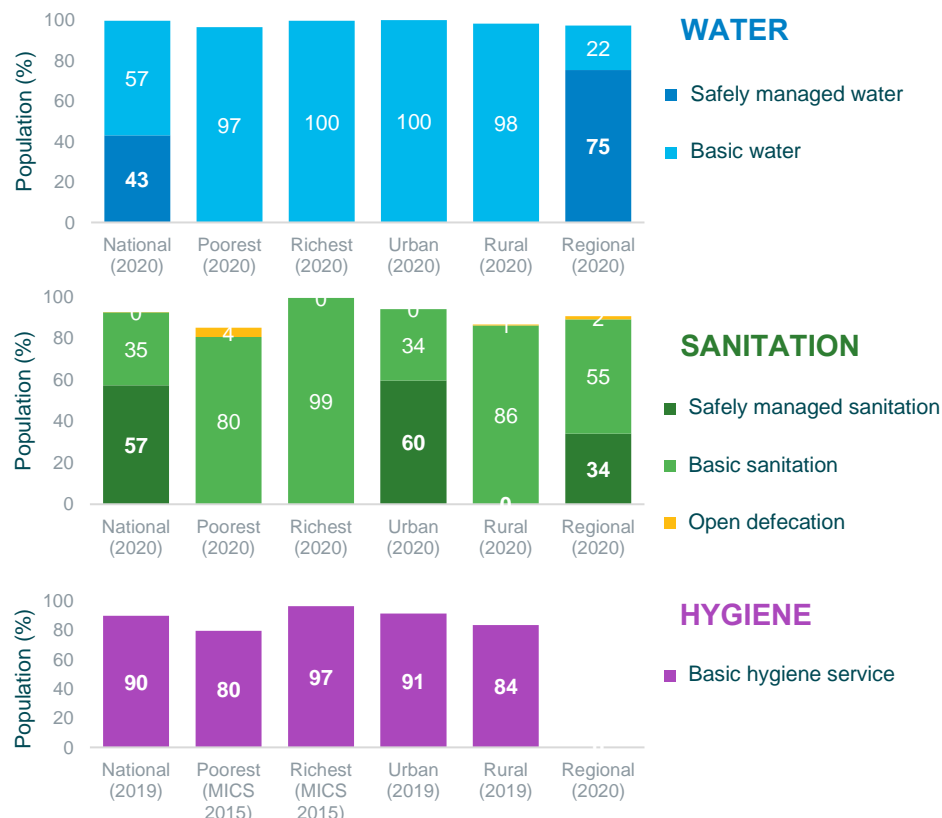 100
80
60
40
20
0
Population (%)
57
43
97
100
100
98
22
75
National
(2020)
Poorest
(2020)
Richest
(2020)
Urban
(2020)
Rural
(2020)
Regional
(2020)
WATER
Safely managed water
Basic water
100
80
60
40
20
0
Population (%)
0
35
57
4
80
0
99
0
34
60
1
86
0
2
55
34
National
(2020)
Poorest
(2020)
Richest
(2020)
Urban
(2020)
Rural
(2020)
Regional
(2020)
SANITATION
Safely managed sanitation
Basic sanitation
Open defecation
100
80
60
40
20
0
Population (%)
90
80
97
91
84
National
(2019)
Poorest
(MICS
2015)
Richest
(MICS
2015)
Urban
(2019)
Rural
(2019)
Regional
(2020)
HYGIENE
Basic hygiene service